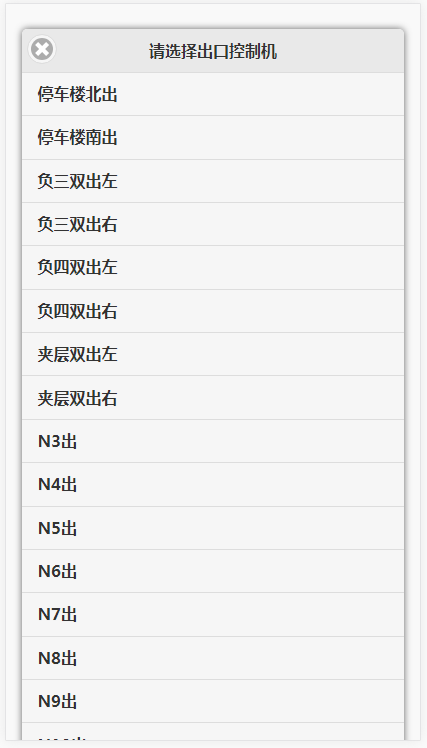 请选择出口控制机
停车楼北出
停车楼南出
负三双出左
负三双出右
负四双出左
负四双出右
夹层双出左
夹层双出右
N3出
N4出
N5出
N6出
N7出
N8出
N9出